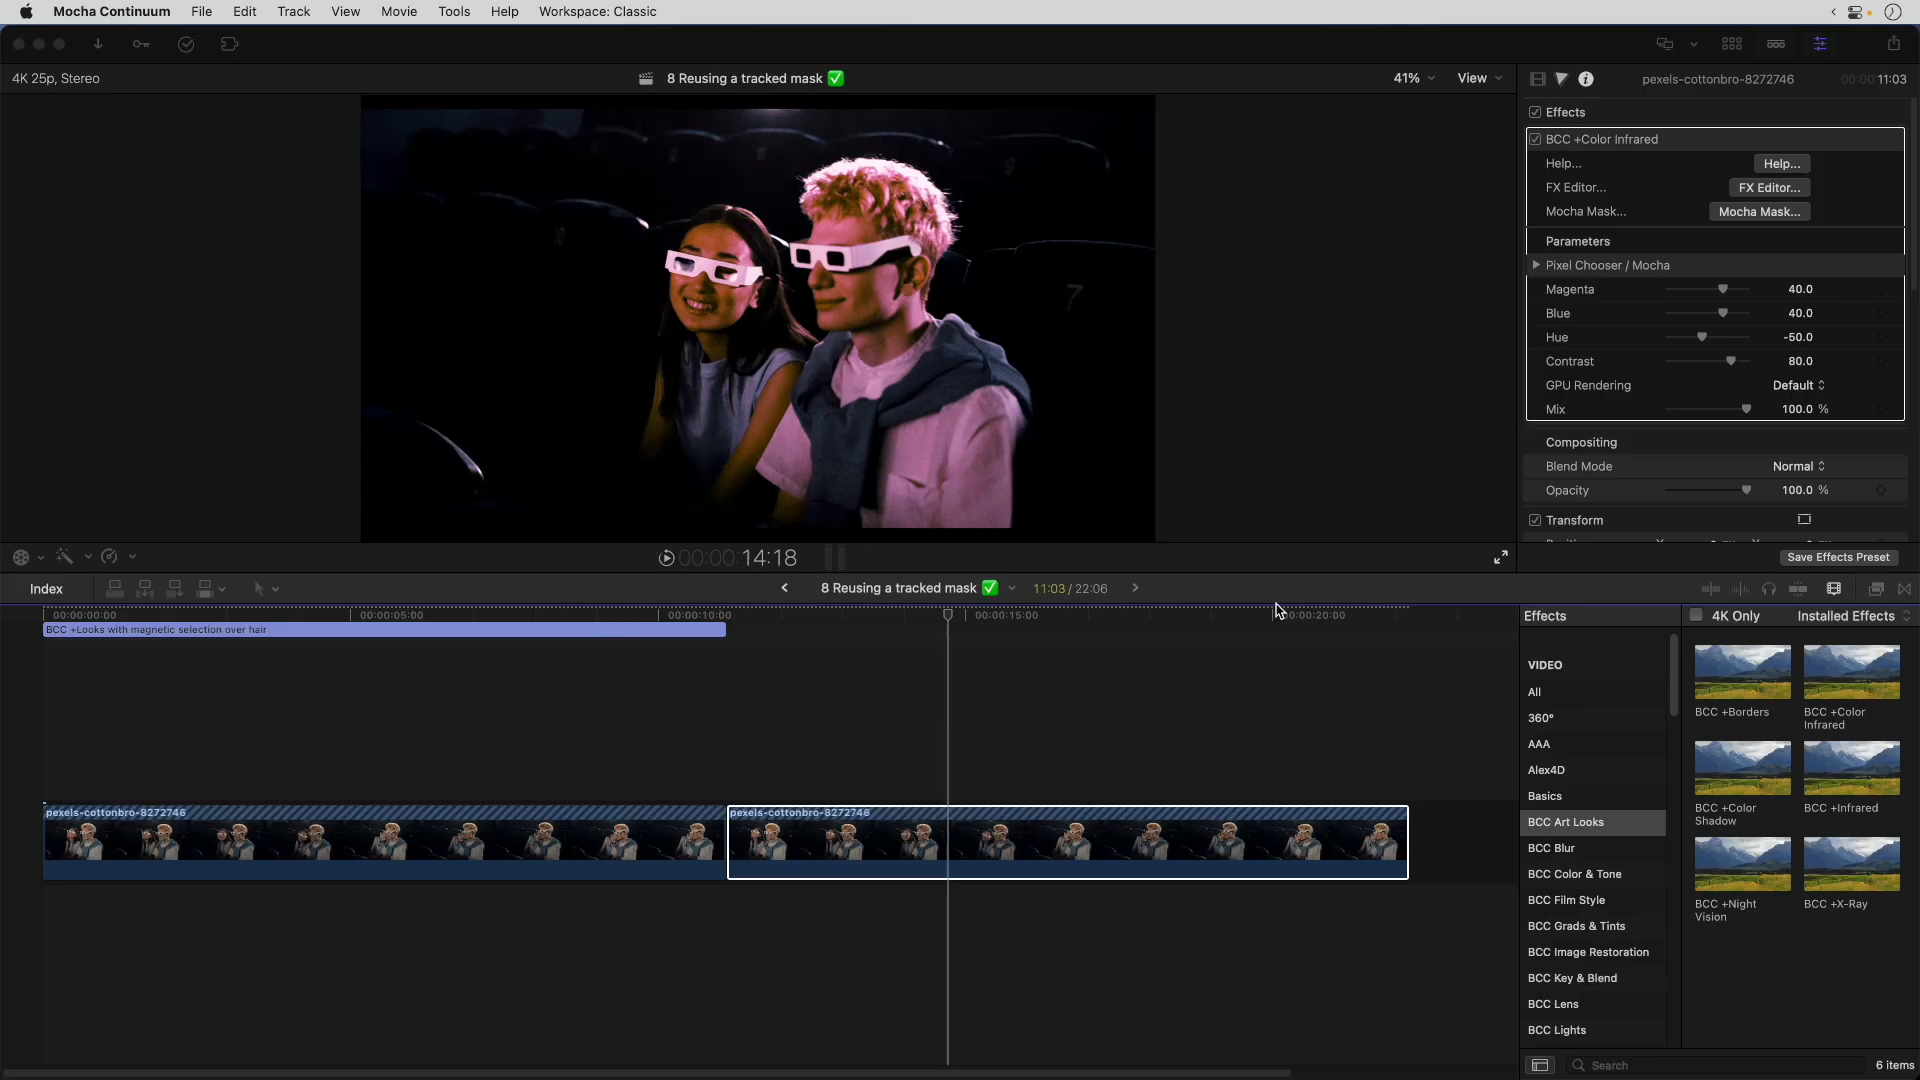 Mocha Continuum File Edit Track View Movie Tools Help Workspace: Classic
4K 25p, Stereo
8 Reusing a tracked mask ✅
41% View
pexels-cottonbro-8272746 00:00:11:03
Effects
BCC +Color Infrared
Help... Help...
FX Editor... FX Editor...
Mocha Mask... Mocha Mask...
Parameters
Pixel Chooser / Mocha
Magenta 40.0
Blue 40.0
Hue -50.0
Contrast 80.0
GPU Rendering Default
Mix 100.0 %
Compositing
Blend Mode Normal
Opacity 100.0 %
Transform
7
00:00:14:18
Save Effects Preset
Index
8 Reusing a tracked mask ✅ 11:03 / 22:06
00:00:00:00 00:00:05:00 00:00:10:00 00:00:15:00 00:00:20:00
BCC +Looks with magnetic selection over hair
pexels-cottonbro-8272746
pexels-cottonbro-8272746
Effects
4K Only Installed Effects
VIDEO
All
360°
AAA
Alex4D
Basics
BCC Art Looks
BCC Blur
BCC Color & Tone
BCC Film Style
BCC Grads & Tints
BCC Image Restoration
BCC Key & Blend
BCC Lens
BCC Lights
BCC +Borders
BCC +Color
Infrared
BCC +Color
Shadow
BCC +Infrared
BCC +Night
Vision
BCC +X-Ray
Search
6 items